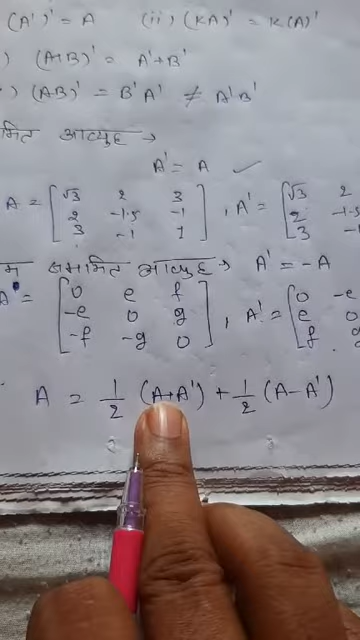 (A')' = A (ii) (KA)' = K(A)'
) (A+B)' = A'+B'
) (AB)' = B'A' ≠ A'B'
मित आव्यूह →
A' = A ✓
A = [√3 2 3
2 -1.5 -1
3 -1 1], A' = [√3 2
2 -1.5
3 -1
म सममित आव्यूह → A' = -A
A' = [0 e f
-e 0 g
-f -g 0], A' = [0 -e
e 0
f g
A = 1/2 (A+A') + 1/2 (A-A')